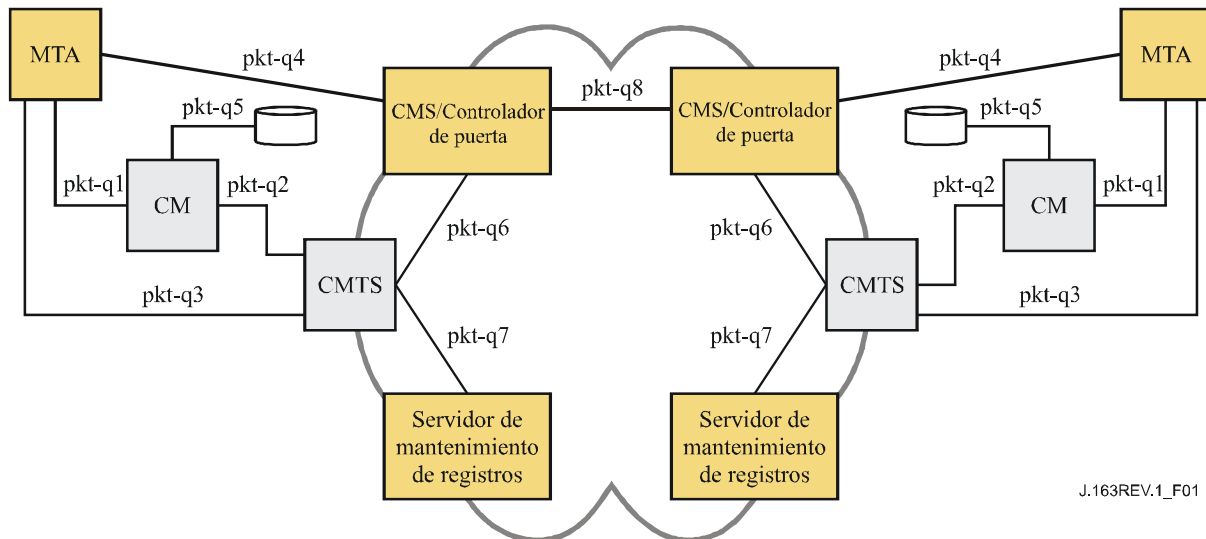 MTA
pkt-q4
pkt-q8
pkt-q4
MTA
pkt-q5
CMS/Controlador
de puerta
CMS/Controlador
de puerta
pkt-q5
pkt-q1
CM
pkt-q2
pkt-q2
CM
pkt-q1
pkt-q6
pkt-q6
CMTS
CMTS
pkt-q3
pkt-q3
pkt-q7
pkt-q7
Servidor de
mantenimiento
de registros
Servidor de
mantenimiento
de registros
J.163REV.1_F01